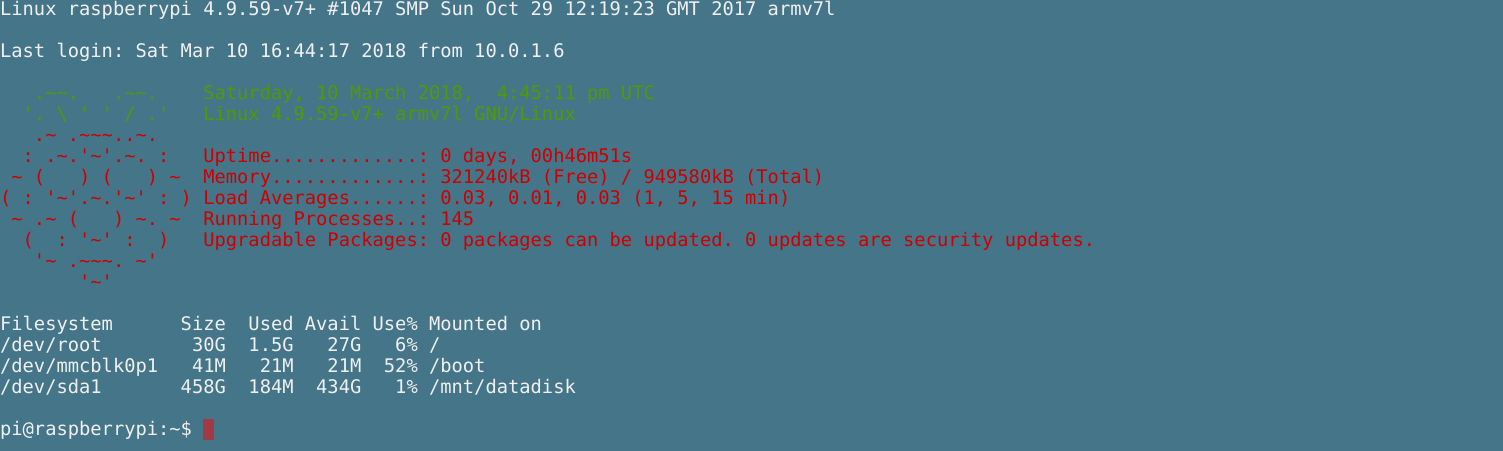 Linux raspberrypi 4.9.59-v7+ #1047 SMP Sun Oct 29 12:19:23 GMT 2017 armv7l
Last login: Sat Mar 10 16:44:17 2018 from 10.0.1.6
   .~~.   .~~.    Saturday, 10 March 2018,  4:45:11 pm UTC
  '. \ ' ' / .'   Linux 4.9.59-v7+ armv7l GNU/Linux
   .~ .~~~..~.
  : .~.'~'.~. :   Uptime.............: 0 days, 00h46m51s
 ~ (   ) (   ) ~  Memory.............: 321240kB (Free) / 949580kB (Total)
( : '~'.~.'~' : ) Load Averages......: 0.03, 0.01, 0.03 (1, 5, 15 min)
 ~ .~ (   ) ~. ~  Running Processes..: 145
  (  : '~' :  )   Upgradable Packages: 0 packages can be updated. 0 updates are security updates.
   '~ .~~~. ~'
       '~'
Filesystem      Size  Used Avail Use% Mounted on
/dev/root        30G  1.5G   27G   6% /
/dev/mmcblk0p1   41M   21M   21M  52% /boot
/dev/sda1       458G  184M  434G   1% /mnt/datadisk
pi@raspberrypi:~$